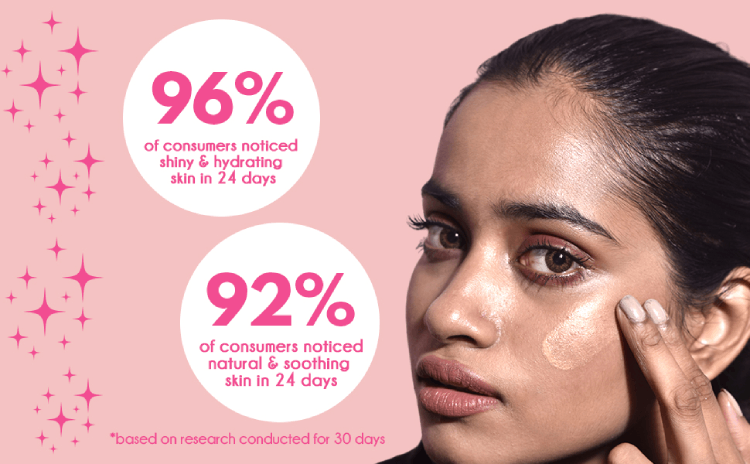 96%
of consumers noticed
shiny & hydrating
skin in 24 days
92%
of consumers noticed
natural & soothing
skin in 24 days
*based on research conducted for 30 days